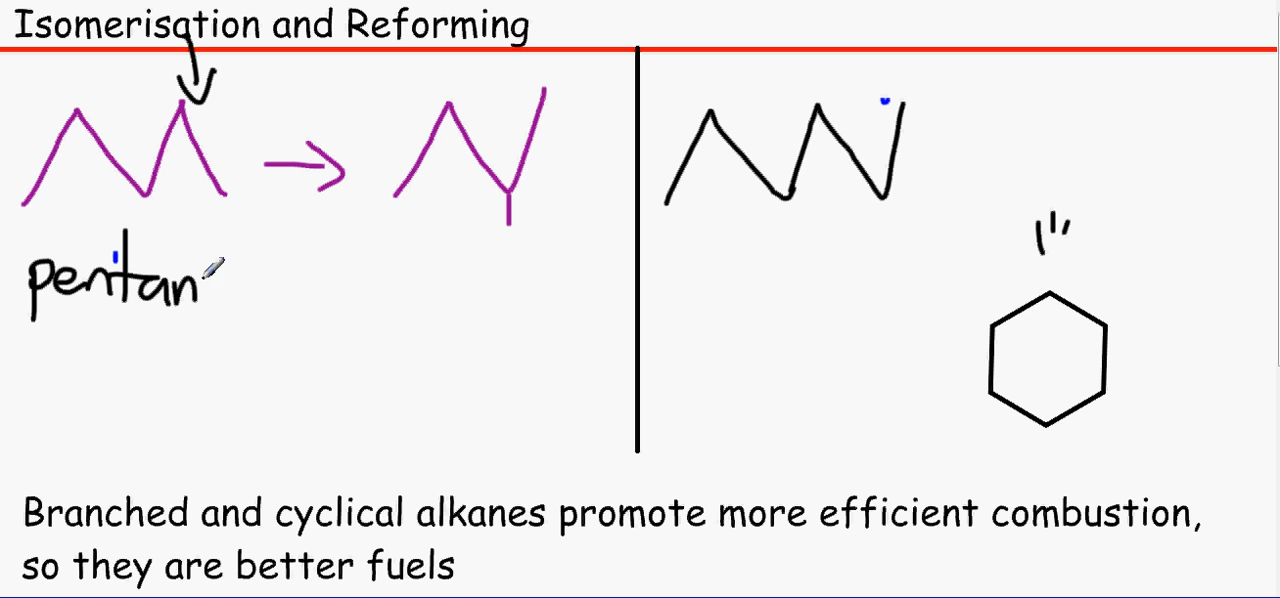 Isomerisation and Reforming
pentan
Branched and cyclical alkanes promote more efficient combustion,
so they are better fuels